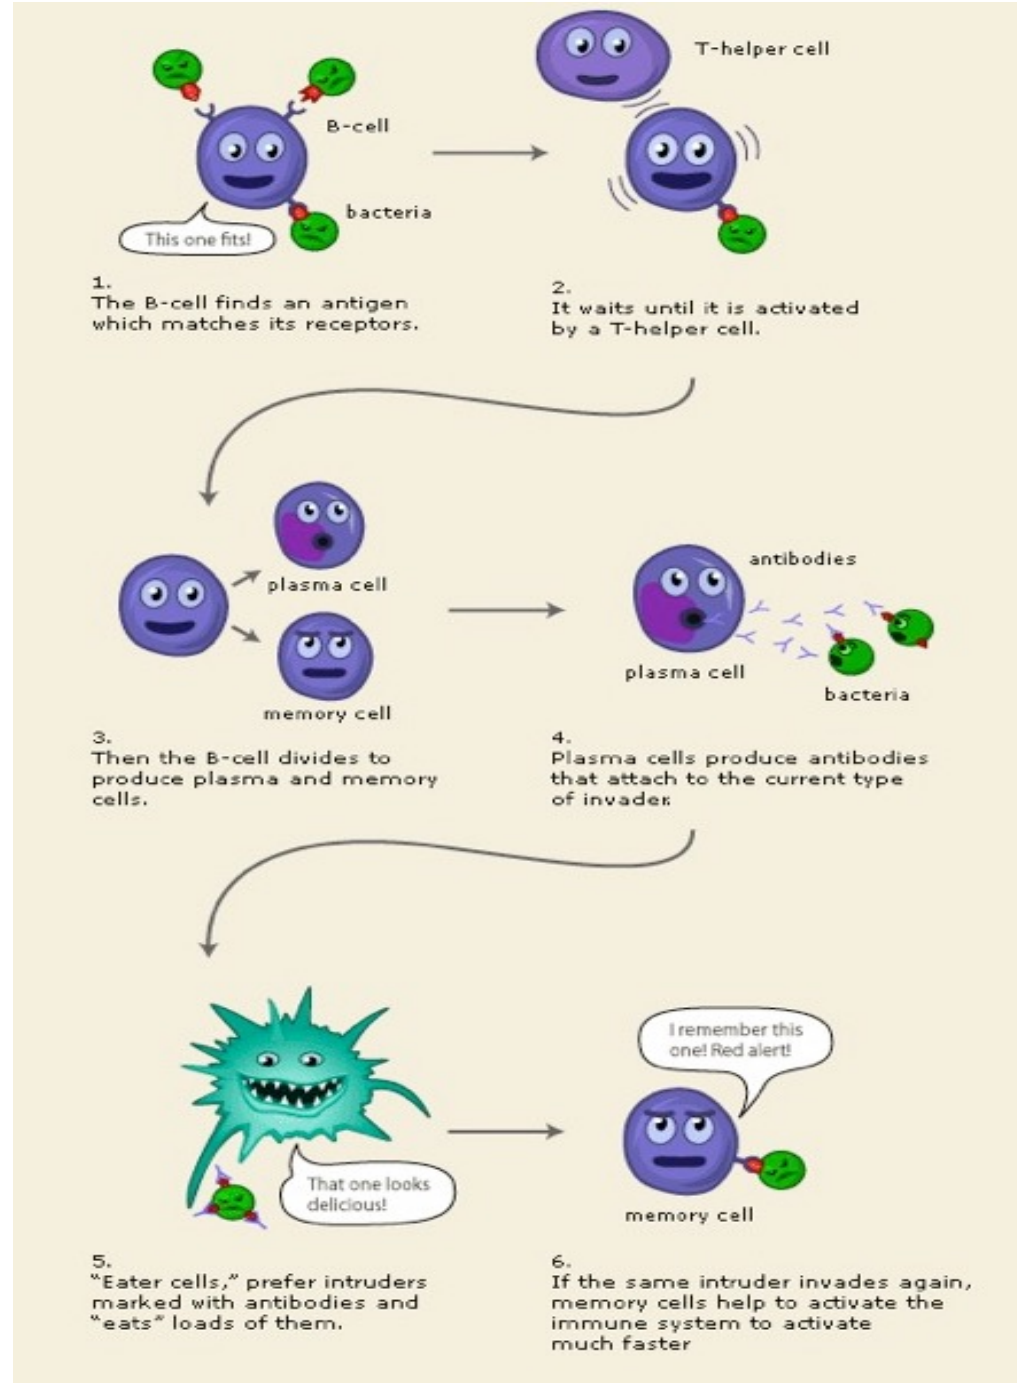 T-helper cell
B-cell
bacteria
This one fits!
1.
The B-cell finds an antigen
which matches its receptors.
2.
It waits until it is activated
by a T-helper cell.
plasma cell
memory cell
3.
Then the B-cell divides to
produce plasma and memory
cells.
antibodies
plasma cell
bacteria
4.
Plasma cells produce antibodies
that attach to the current type
of invader.
That one looks
delicious!
5.
“Eater cells,” prefer intruders
marked with antibodies and
“eats” loads of them.
I remember this
one! Red alert!
memory cell
6.
If the same intruder invades again,
memory cells help to activate the
immune system to activate
much faster